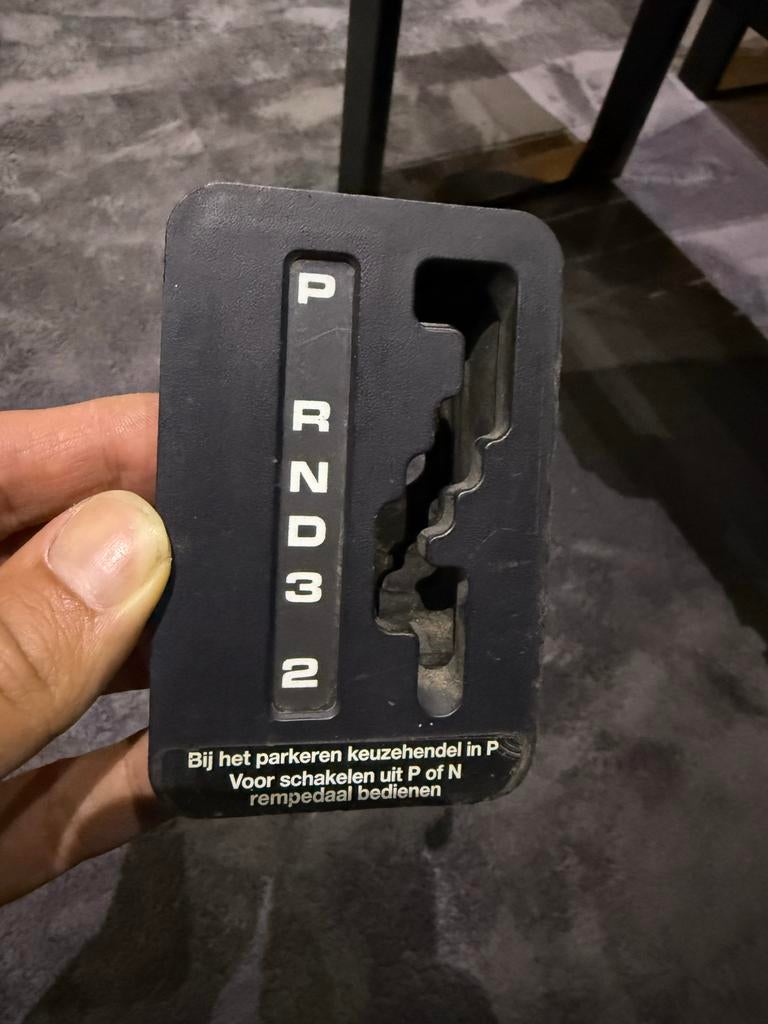 P
R
N
D
3
2
Bij het parkeren keuzehendel in P
Voor schakelen uit P of N
rempedaal bedienen